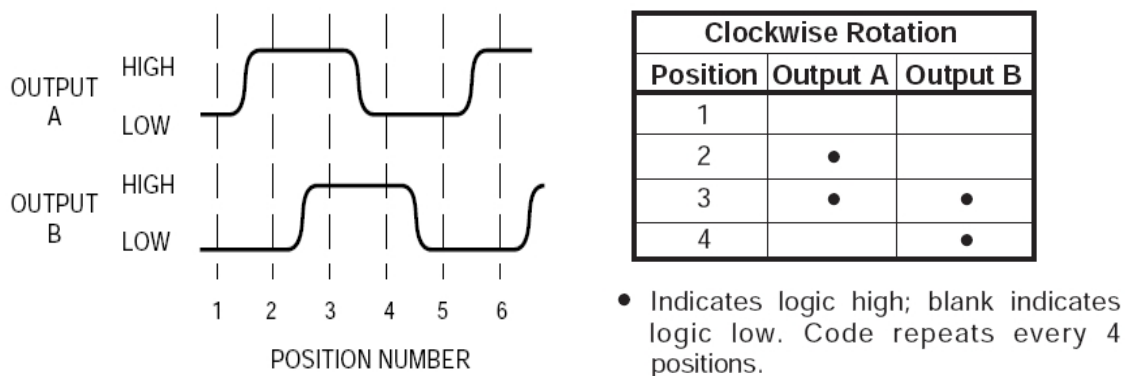 OUTPUT
A
HIGH
LOW
OUTPUT
B
HIGH
LOW
1 2 3 4 5 6
POSITION NUMBER
Clockwise Rotation
Position Output A Output B
1
2 ●
3 ● ●
4 ●
● Indicates logic high; blank indicates
logic low. Code repeats every 4
positions.